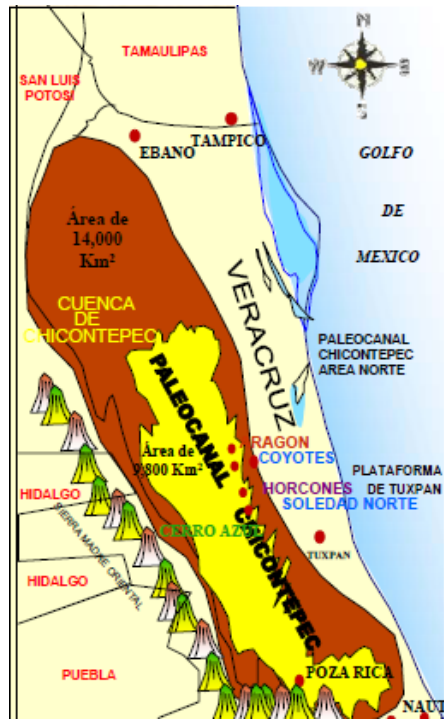 TAMAULIPAS
SAN LUIS
POTOSI
N
W
S
TAMPICO
EBANO
GOLFO
DE
MEXICO
Área de
14,000
Km²
CUENCA
DE
CHICONTEPEC
VERACRUZ
PALEOCANAL
CHICONTEPEC
AREA NORTE
PALEOCANAL
CHICONTEPEC
Área de
9,800 Km²
RAGON
COYOTES
PLATAFORMA
DE TUXPAN
HORCONES
SOLEDAD NORTE
HIDALGO
CERRO AZUL
SIERRA MADRE ORIENTAL
TUXPAN
HIDALGO
PUEBLA
POZA RICA
NAUT